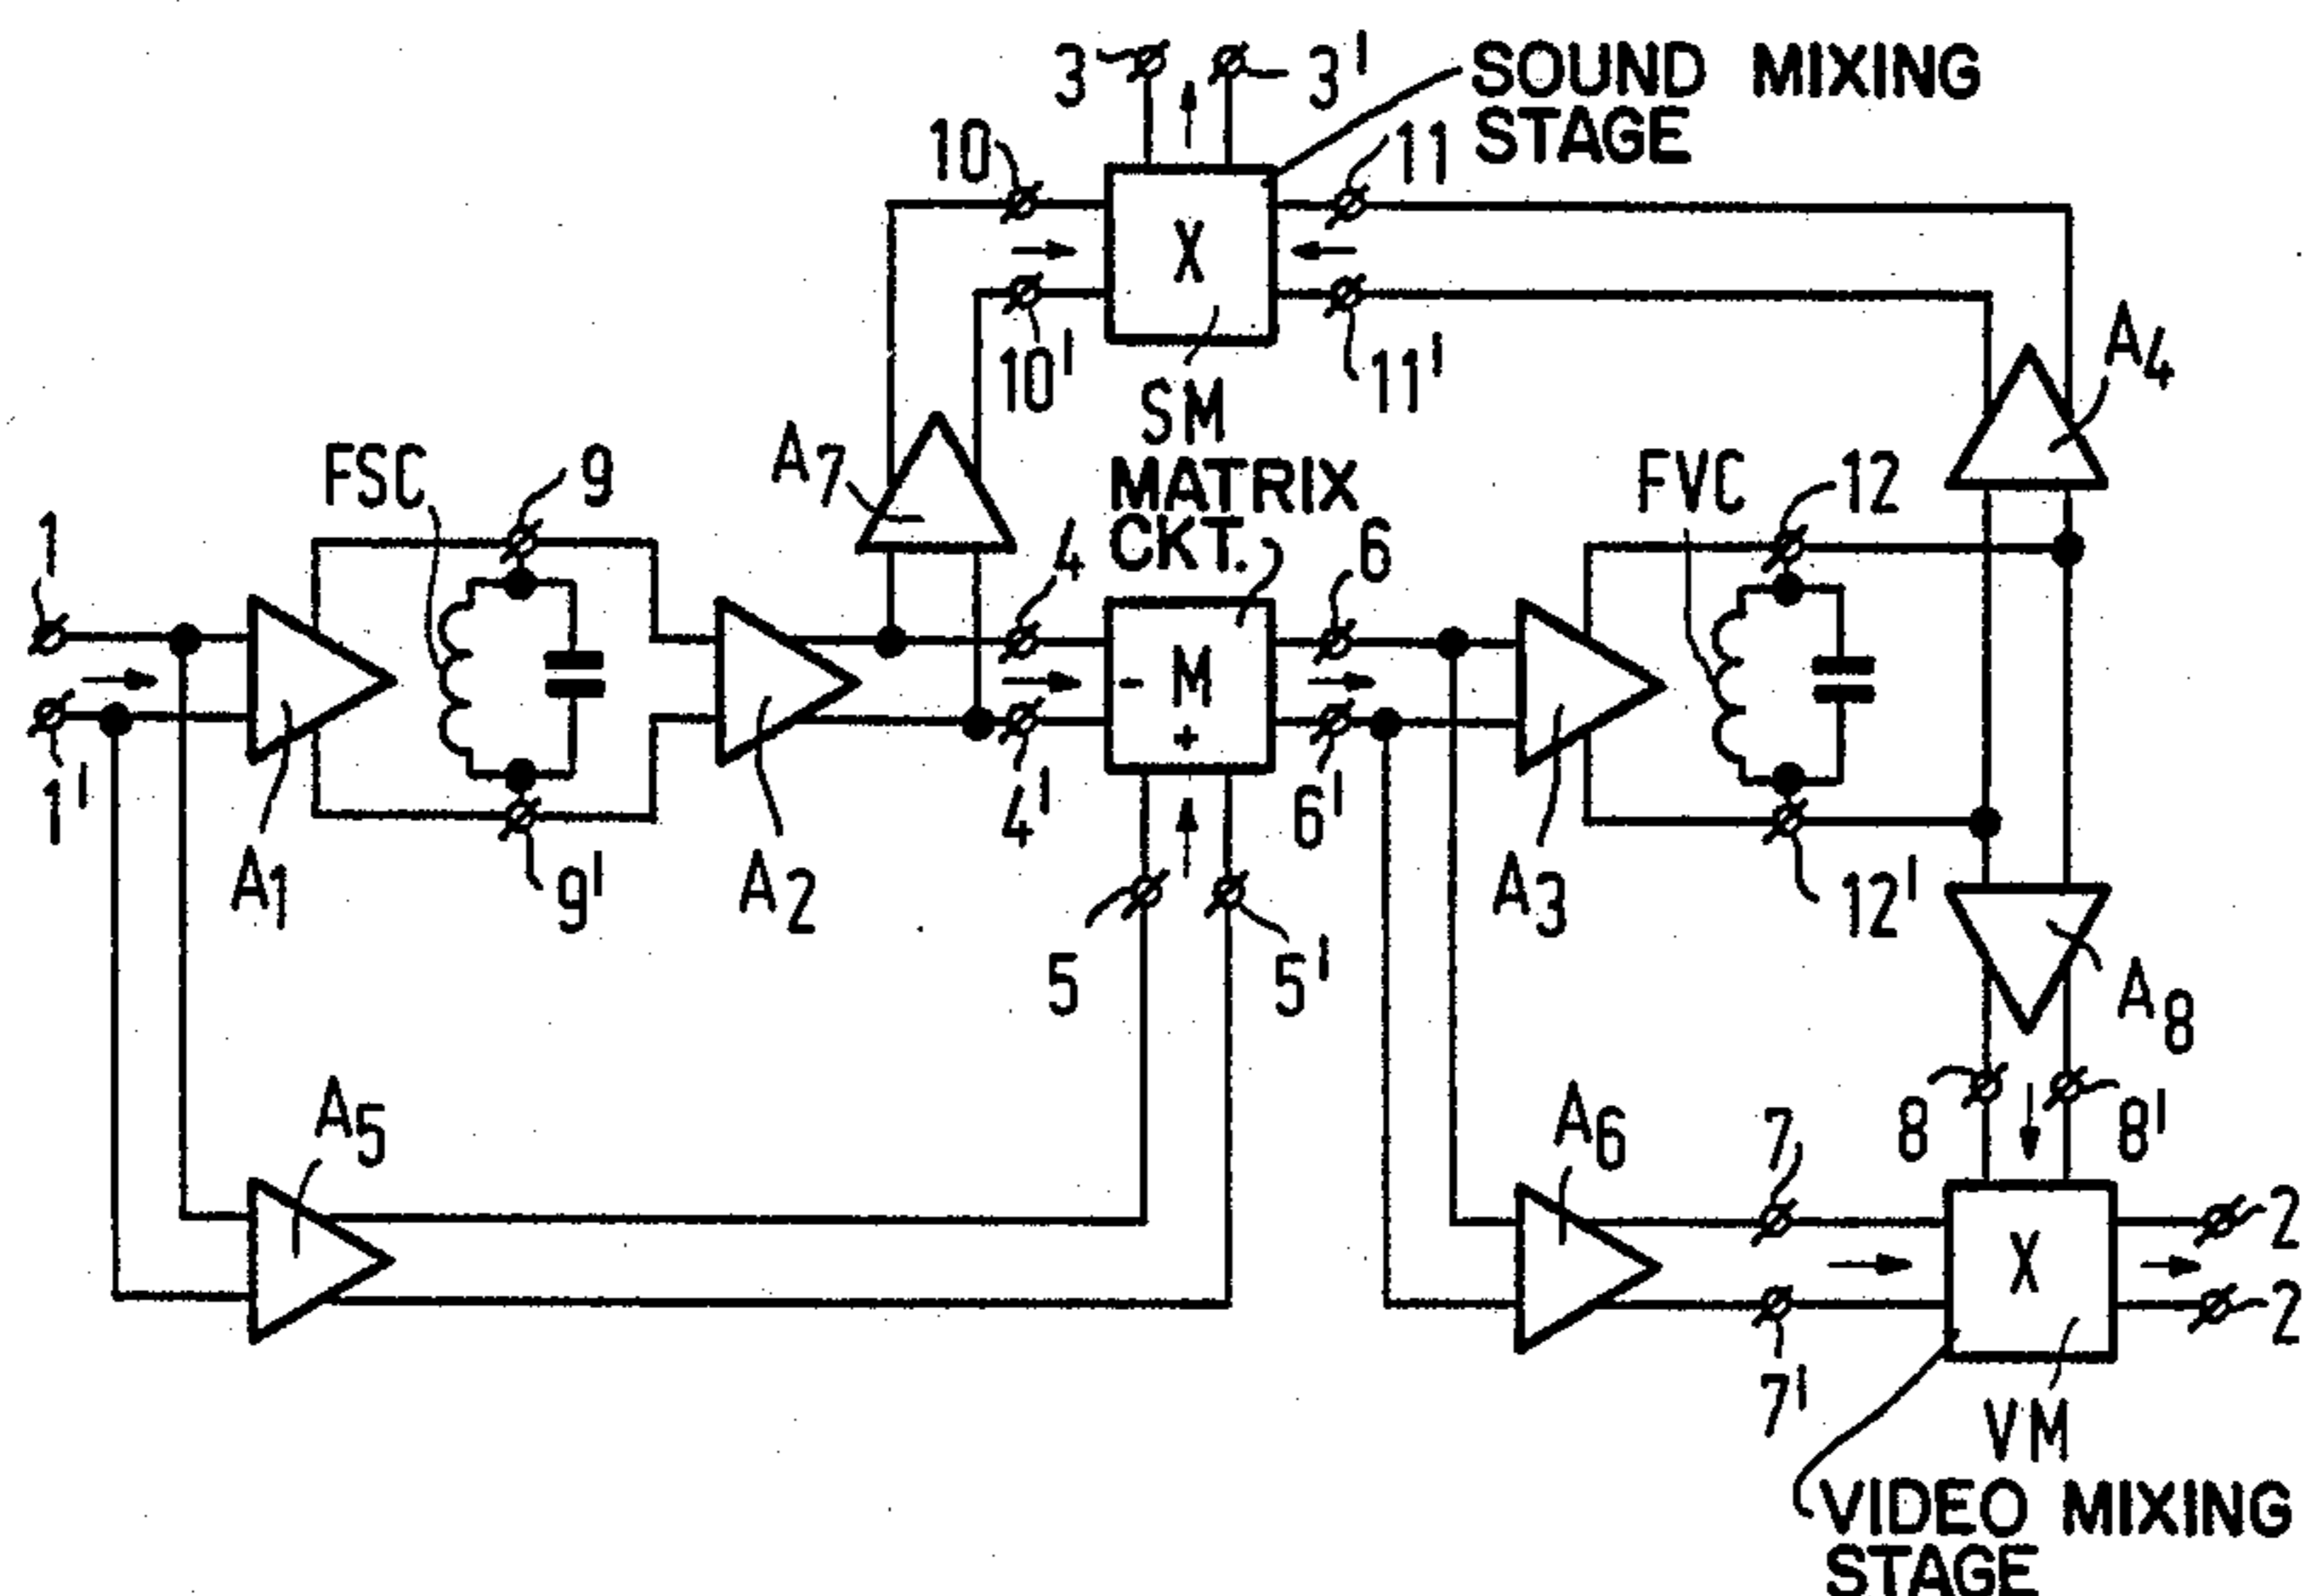 3
3'
SOUND MIXING
STAGE
10
11
X
10'
11'
SM
A4
A7
FSC
9
MATRIX
CKT.
FVC
12
1
4
6
- M
+
1'
4'
6'
A1
9'
A2
A3
12'
5
5'
A8
A5
A6
7
8
8'
X
2
2
7'
VM
VIDEO MIXING
STAGE